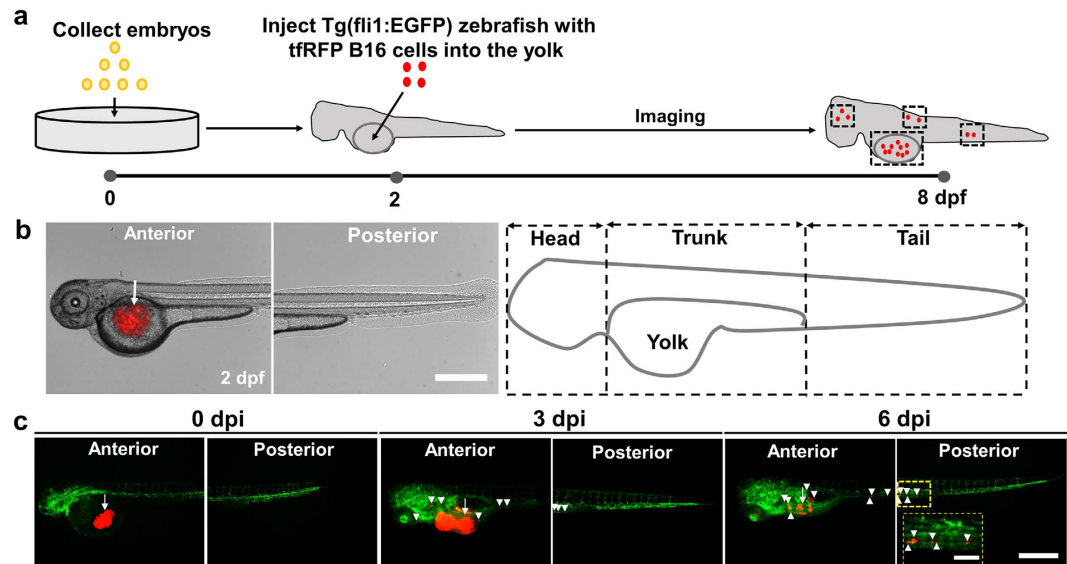 a
Collect embryos
Inject Tg(fli1:EGFP) zebrafish with
tfRFP B16 cells into the yolk
Imaging
0
2
8 dpf
b
Anterior
Posterior
2 dpf
Head
Trunk
Tail
Yolk
c
0 dpi
3 dpi
6 dpi
Anterior
Posterior
Anterior
Posterior
Anterior
Posterior